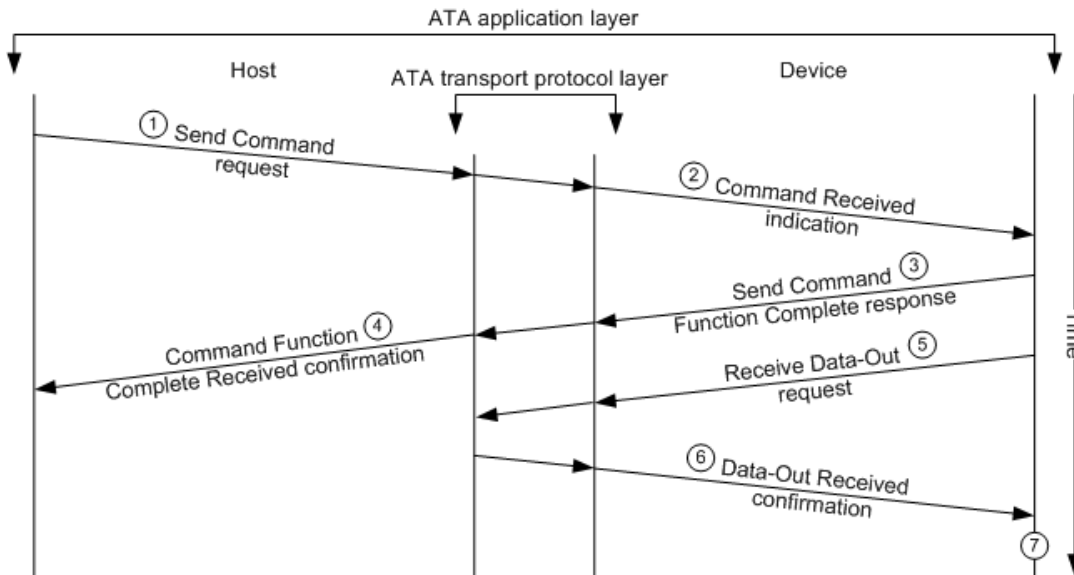 ATA application layer
Host
Device
ATA transport protocol layer
1 Send Command
request
2 Command Received
indication
Send Command 3
Function Complete response
Command Function 4
Complete Received confirmation
Receive Data-Out 5
request
6 Data-Out Received
confirmation
7
Time